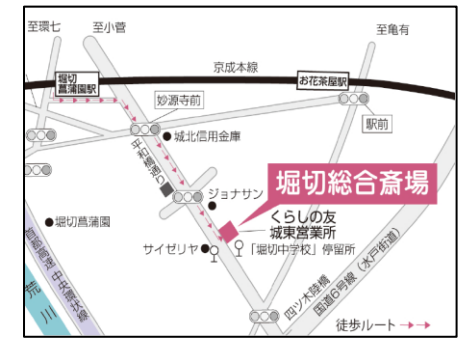 至環七
至小菅
至亀有
京成本線
堀切
菖蒲園駅
お花茶屋駅
妙源寺前
駅前
城北信用金庫
平和橋通り
ジョナサン
堀切総合斎場
くらしの友
城東営業所
堀切菖蒲園
サイゼリヤ
「堀切中学校」停留所
首都高速 中央環状線
荒川
四ツ木陸橋
国道6号線(水戸街道)
徒歩ルート